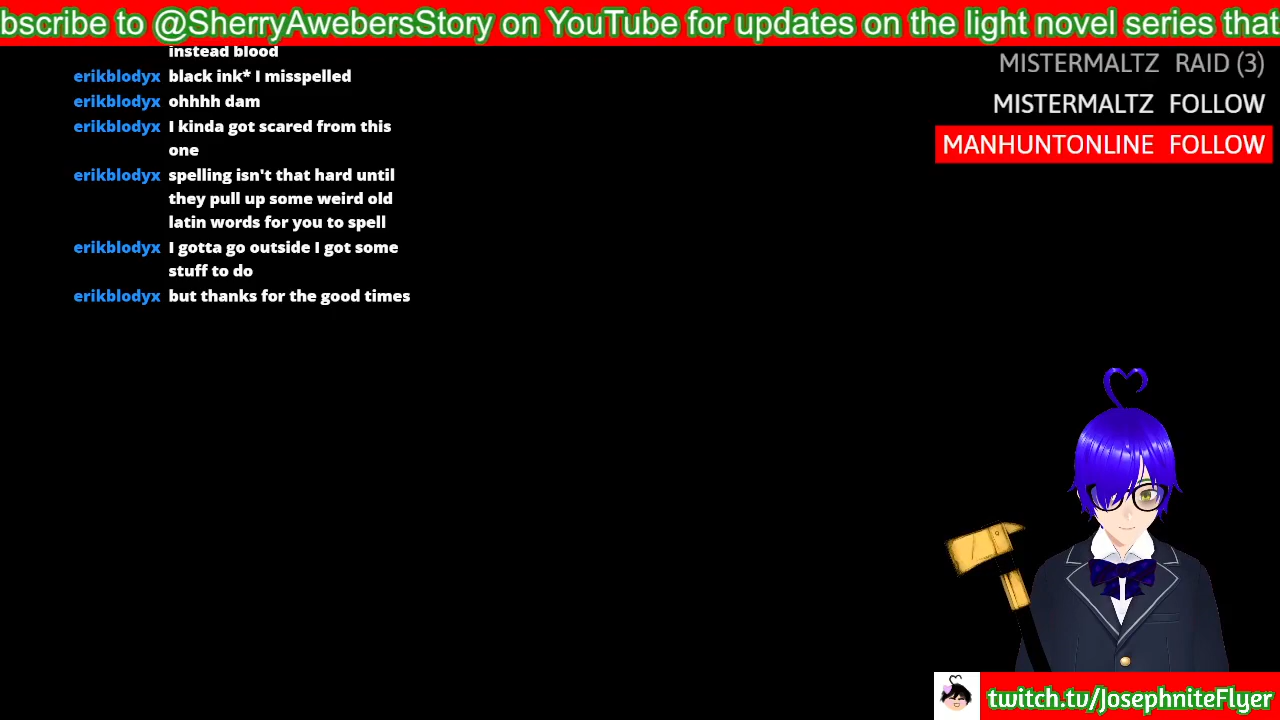 bscribe to @SherryAwebersStory on YouTube for updates on the light novel series that
instead blood
erikblodyx black ink* I misspelled
erikblodyx ohhhh dam
erikblodyx I kinda got scared from this
one
erikblodyx spelling isn't that hard until
they pull up some weird old
latin words for you to spell
erikblodyx I gotta go outside I got some
stuff to do
erikblodyx but thanks for the good times
MISTERMALTZ RAID (3)
MISTERMALTZ FOLLOW
MANHUNTONLINE FOLLOW
twitch.tv/JosephniteFlyer